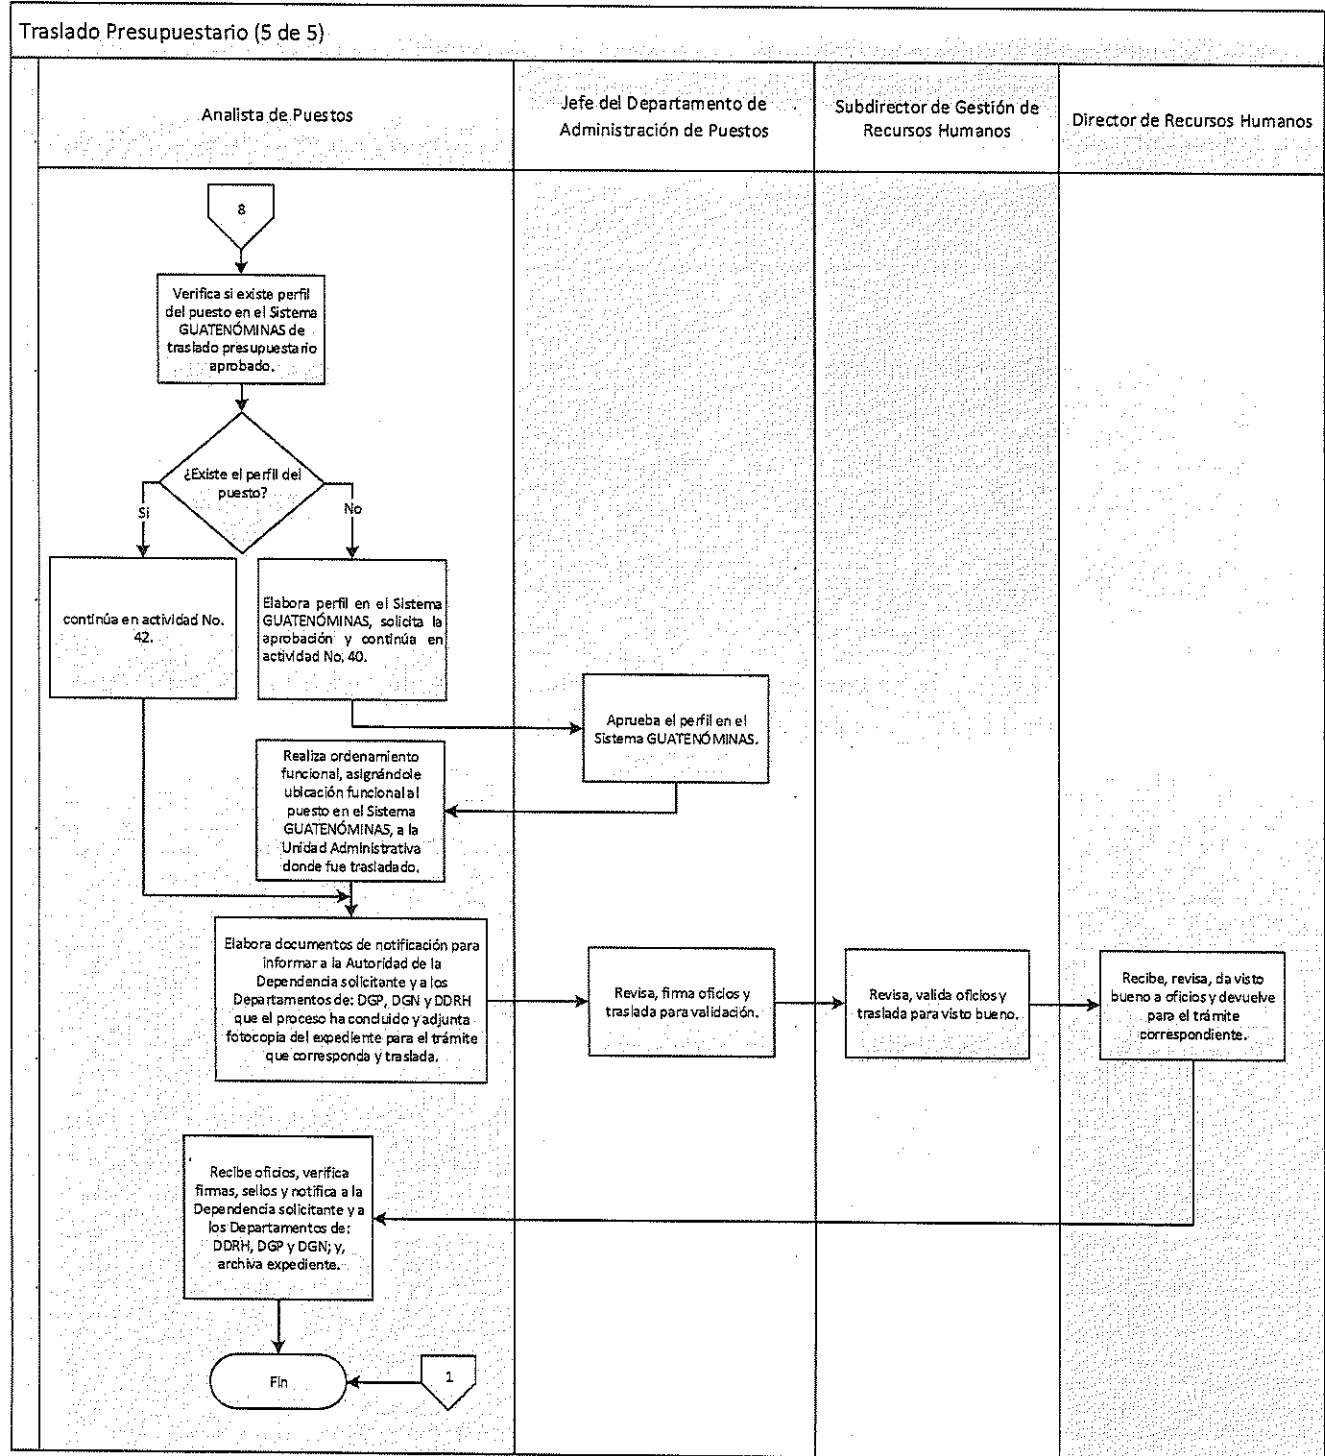 Traslado Presupuestario (5 de 5)
Analista de Puestos
Jefe del Departamento de
Administración de Puestos
Subdirector de Gestión de
Recursos Humanos
Director de Recursos Humanos
8
Verifica si existe perfil
del puesto en el Sistema
GUATENÓMINAS de
traslado presupuestario
aprobado.
¿Existe el perfil del
puesto?
Si
No
continúa en actividad No.
42.
Elabora perfil en el Sistema
GUATENÓMINAS, solicita la
aprobación y continúa en
actividad No. 40.
Aprueba el perfil en el
Sistema GUATENÓMINAS.
Realiza ordenamiento
funcional, asignándole
ubicación funcional al
puesto en el Sistema
GUATENÓMINAS, a la
Unidad Administrativa
donde fue trasladado.
Elabora documentos de notificación para
informar a la Autoridad de la
Dependencia solicitante y a los
Departamentos de: DGP, DGN y DDRH
que el proceso ha concluido y adjunta
fotocopia del expediente para el trámite
que corresponda y traslada.
Revisa, firma oficios y
traslada para validación.
Revisa, valida oficios y
traslada para visto bueno.
Recibe, revisa, da visto
bueno a oficios y devuelve
para el trámite
correspondiente.
Recibe oficios, verifica
firmas, sellos y notifica a la
Dependencia solicitante y a
los Departamentos de:
DDRH, DGP y DGN; y,
archiva expediente.
Fin
1